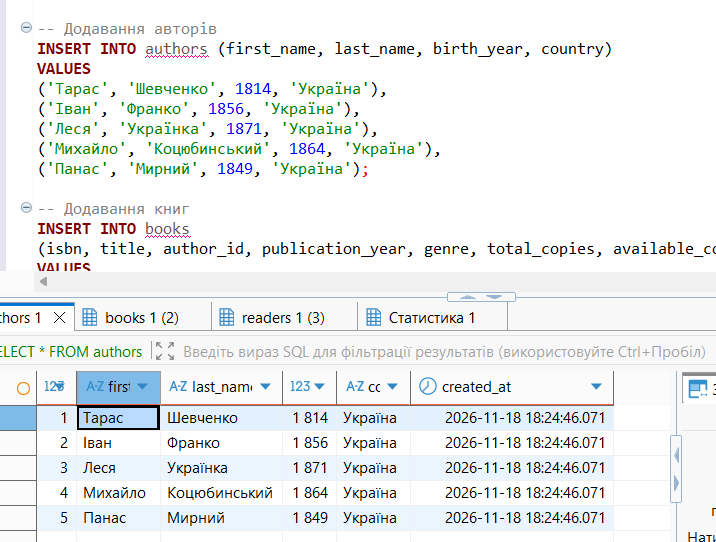 -- Додавання авторів
INSERT INTO authors (first_name, last_name, birth_year, country)
VALUES
('Тарас', 'Шевченко', 1814, 'Україна'),
('Іван', 'Франко', 1856, 'Україна'),
('Леся', 'Українка', 1871, 'Україна'),
('Михайло', 'Коцюбинський', 1864, 'Україна'),
('Панас', 'Мирний', 1849, 'Україна');
-- Додавання книг
INSERT INTO books
(isbn, title, author_id, publication_year, genre, total_copies, available_co
VALUES
thors 1 books 1 (2) readers 1 (3) Статистика 1
ELECT * FROM authors Введіть вираз SQL для фільтрації результатів (використовуйте Ctrl+Пробіл)
123 A-Z first A-Z last_name 123 A-Z co created_at
1 Тарас Шевченко 1 814 Україна 2026-11-18 18:24:46.071
2 Іван Франко 1 856 Україна 2026-11-18 18:24:46.071
3 Леся Українка 1 871 Україна 2026-11-18 18:24:46.071
4 Михайло Коцюбинський 1 864 Україна 2026-11-18 18:24:46.071
5 Панас Мирний 1 849 Україна 2026-11-18 18:24:46.071